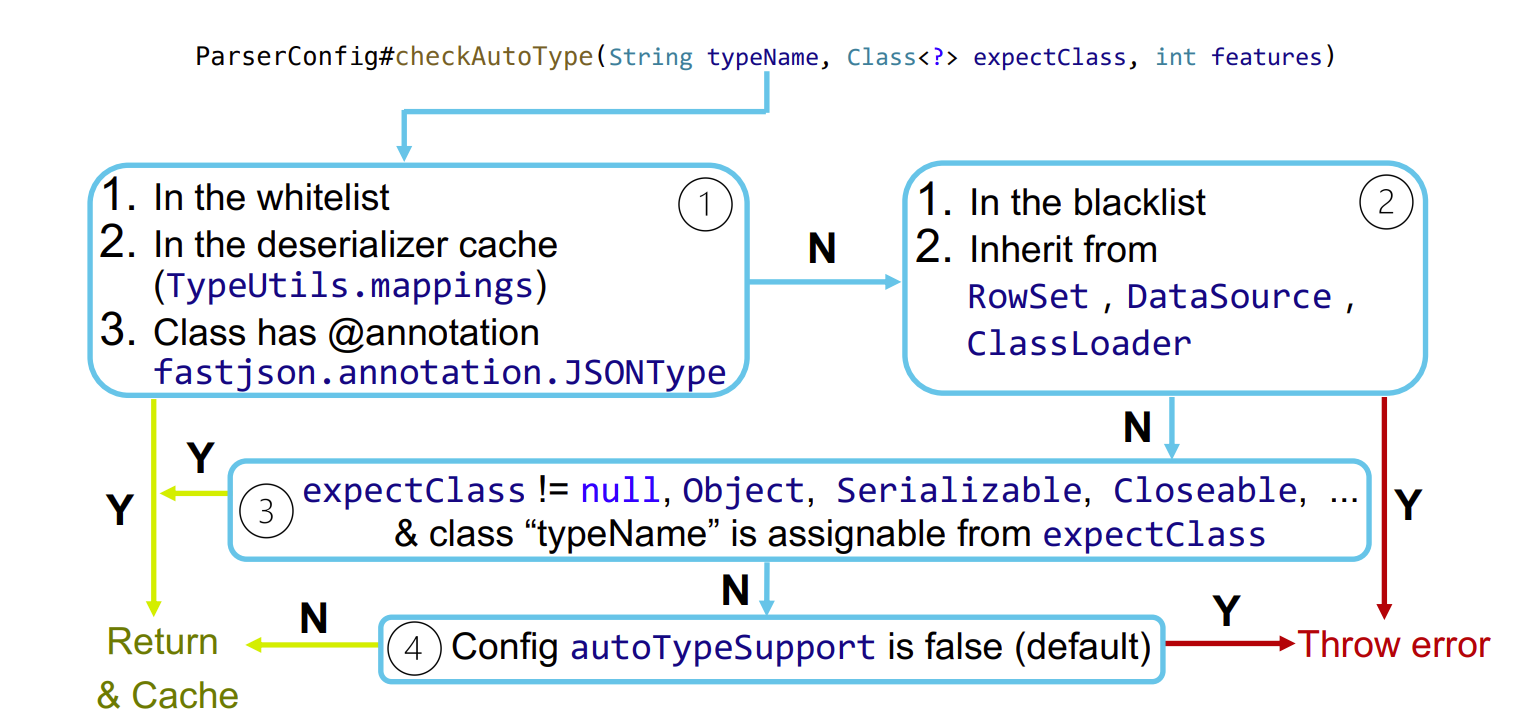 ParserConfig#checkAutoType(String typeName, Class<?> expectClass, int features)
①
1. In the whitelist
2. In the deserializer cache
(TypeUtils.mappings)
3. Class has @annotation
fastjson.annotation.JSONType
N
②
1. In the blacklist
2. Inherit from
RowSet , DataSource ,
ClassLoader
N
Y
Y
Y
③
expectClass != null, Object, Serializable, Closeable, ...
& class “typeName” is assignable from expectClass
N
N
Y
④ Config autoTypeSupport is false (default)
Return
& Cache
Throw error